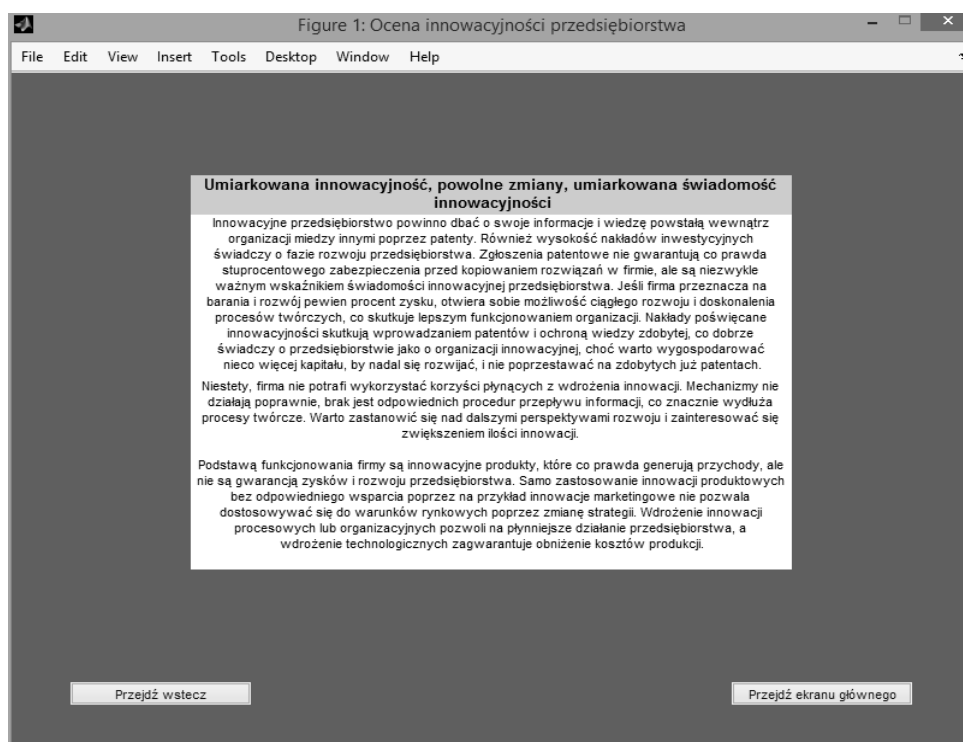 Figure 1: Ocena innowacyjności przedsiębiorstwa
File Edit View Insert Tools Desktop Window Help
Umiarkowana innowacyjność, powolne zmiany, umiarkowana świadomość
innowacyjności
Innowacyjne przedsiębiorstwo powinno dbać o swoje informacje i wiedzę powstałą wewnątrz
organizacji miedzy innymi poprzez patenty. Również wysokość nakładów inwestycyjnych
świadczy o fazie rozwoju przedsiębiorstwa. Zgłoszenia patentowe nie gwarantują co prawda
stuprocentowego zabezpieczenia przed kopiowaniem rozwiązań w firmie, ale są niezwykle
ważnym wskaźnikiem świadomości innowacyjnej przedsiębiorstwa. Jeśli firma przeznacza na
barania i rozwój pewien procent zysku, otwiera sobie możliwość ciągłego rozwoju i doskonalenia
procesów twórczych, co skutkuje lepszym funkcjonowaniem organizacji. Nakłady poświęcane
innowacyjności skutkują wprowadzaniem patentów i ochroną wiedzy zdobytej, co dobrze
świadczy o przedsiębiorstwie jako o organizacji innowacyjnej, choć warto wygospodarować
nieco więcej kapitału, by nadal się rozwijać, i nie poprzestawać na zdobytych już patentach.
Niestety, firma nie potrafi wykorzystać korzyści płynących z wdrożenia innowacji. Mechanizmy nie
działają poprawnie, brak jest odpowiednich procedur przepływu informacji, co znacznie wydłuża
procesy twórcze. Warto zastanowić się nad dalszymi perspektywami rozwoju i zainteresować się
zwiększeniem ilości innowacji.
Podstawą funkcjonowania firmy są innowacyjne produkty, które co prawda generują przychody, ale
nie są gwarancją zysków i rozwoju przedsiębiorstwa. Samo zastosowanie innowacji produktowych
bez odpowiedniego wsparcia poprzez na przykład innowacje marketingowe nie pozwala
dostosowywać się do warunków rynkowych poprzez zmianę strategii. Wdrożenie innowacji
procesowych lub organizacyjnych pozwoli na płynniejsze działanie przedsiębiorstwa, a
wdrożenie technologicznych zagwarantuje obniżenie kosztów produkcji.
Przejdź wstecz
Przejdź ekranu głównego